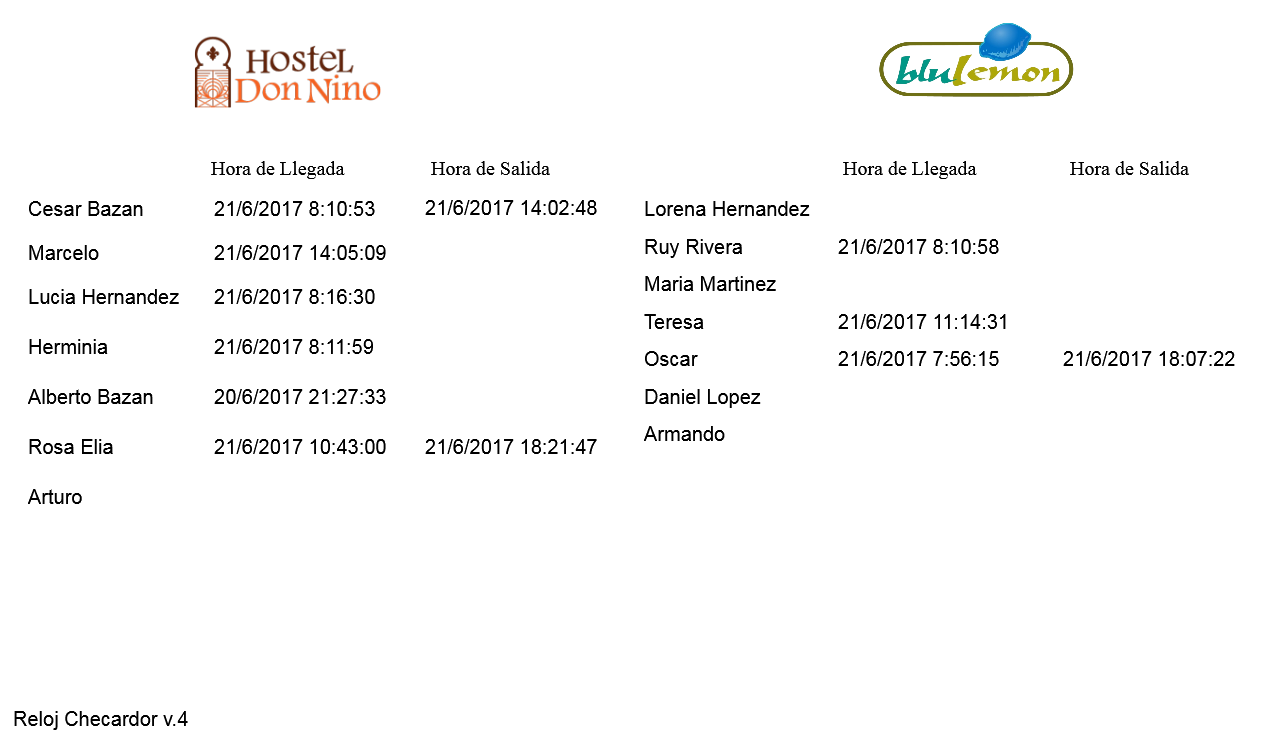 Hostel
Don Nino
Hora de Llegada Hora de Salida
Cesar Bazan 21/6/2017 8:10:53 21/6/2017 14:02:48
Marcelo 21/6/2017 14:05:09
Lucia Hernandez 21/6/2017 8:16:30
Herminia 21/6/2017 8:11:59
Alberto Bazan 20/6/2017 21:27:33
Rosa Elia 21/6/2017 10:43:00 21/6/2017 18:21:47
Arturo
blulemon
Hora de Llegada Hora de Salida
Lorena Hernandez
Ruy Rivera 21/6/2017 8:10:58
Maria Martinez
Teresa 21/6/2017 11:14:31
Oscar 21/6/2017 7:56:15 21/6/2017 18:07:22
Daniel Lopez
Armando
Reloj Checardor v.4